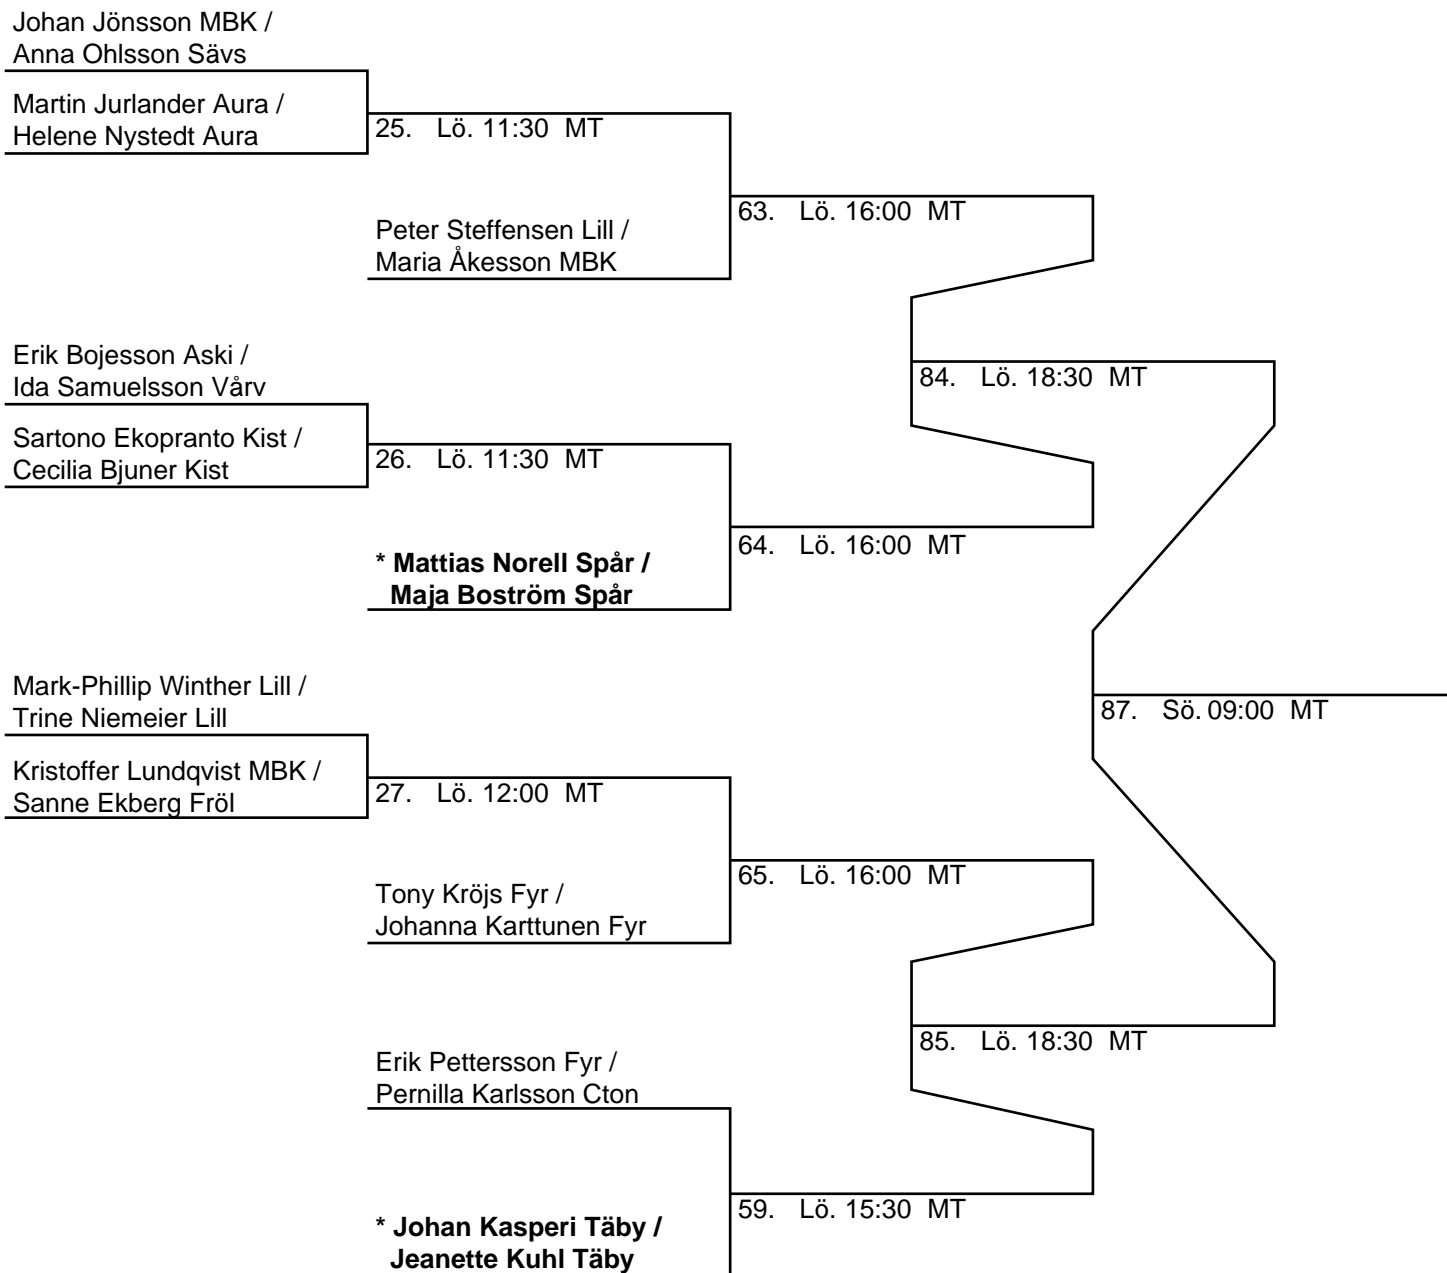 Johan Jönsson MBK /
Anna Ohlsson Sävs
Martin Jurlander Aura /
Helene Nystedt Aura
25. Lö. 11:30 MT
Peter Steffensen Lill /
Maria Åkesson MBK
63. Lö. 16:00 MT
Erik Bojesson Aski /
Ida Samuelsson Vårv
84. Lö. 18:30 MT
Sartono Ekopranto Kist /
Cecilia Bjuner Kist
26. Lö. 11:30 MT
* Mattias Norell Spår /
Maja Boström Spår
64. Lö. 16:00 MT
Mark-Phillip Winther Lill /
Trine Niemeier Lill
87. Sö. 09:00 MT
Kristoffer Lundqvist MBK /
Sanne Ekberg Fröl
27. Lö. 12:00 MT
Tony Kröjs Fyr /
Johanna Karttunen Fyr
65. Lö. 16:00 MT
85. Lö. 18:30 MT
Erik Pettersson Fyr /
Pernilla Karlsson Cton
59. Lö. 15:30 MT
* Johan Kasperi Täby /
Jeanette Kuhl Täby